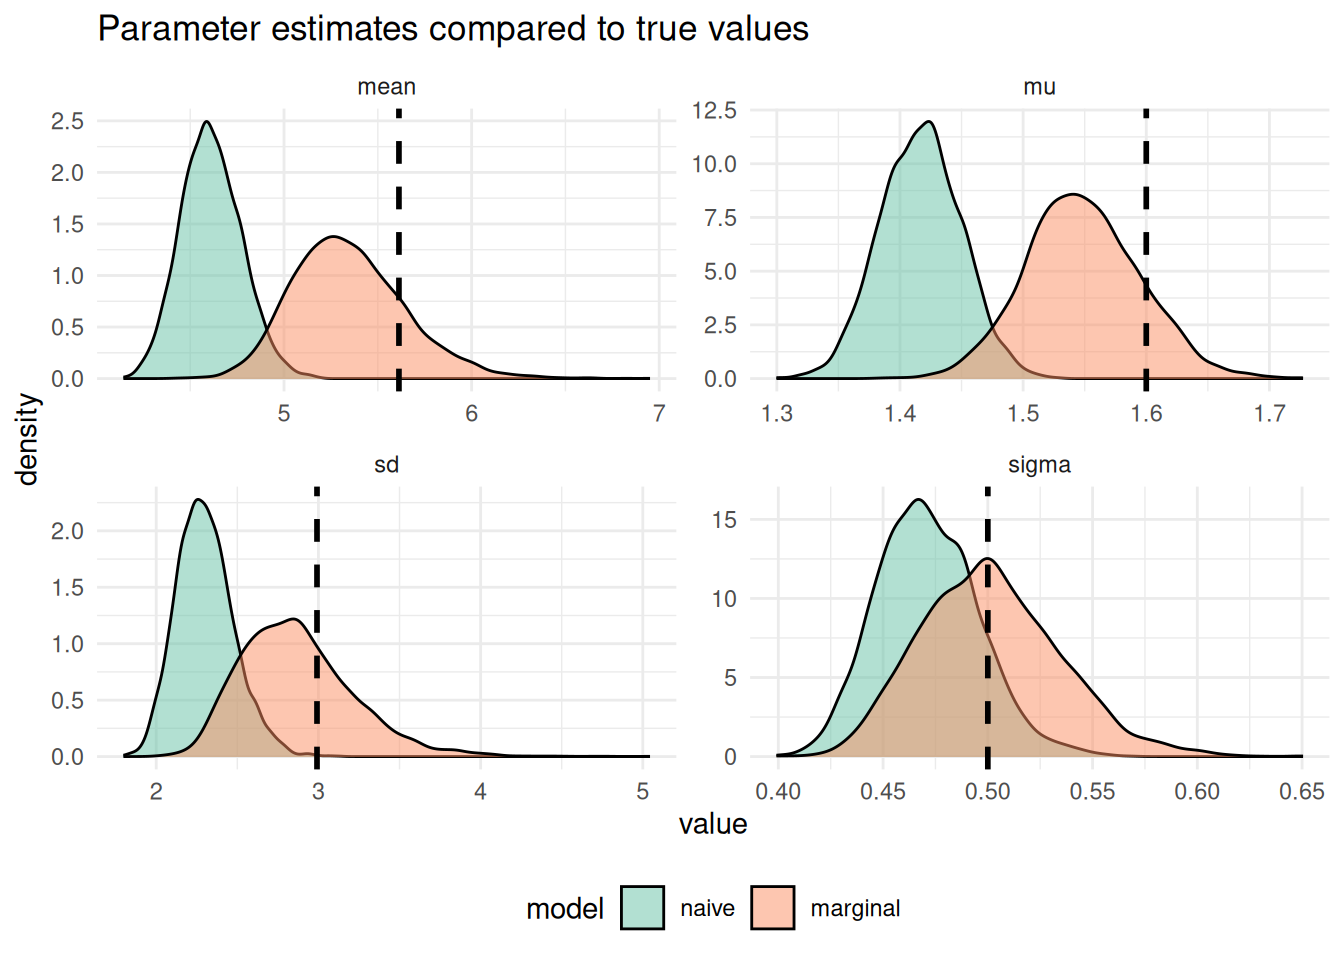 Parameter estimates compared to true values
mean
2.5
2.0
1.5
1.0
0.5
0.0
5 6 7
mu
12.5
10.0
7.5
5.0
2.5
0.0
1.3 1.4 1.5 1.6 1.7
density
sd
2.0
1.5
1.0
0.5
0.0
2 3 4 5
sigma
15
10
5
0
0.40 0.45 0.50 0.55 0.60 0.65
value
model naive marginal